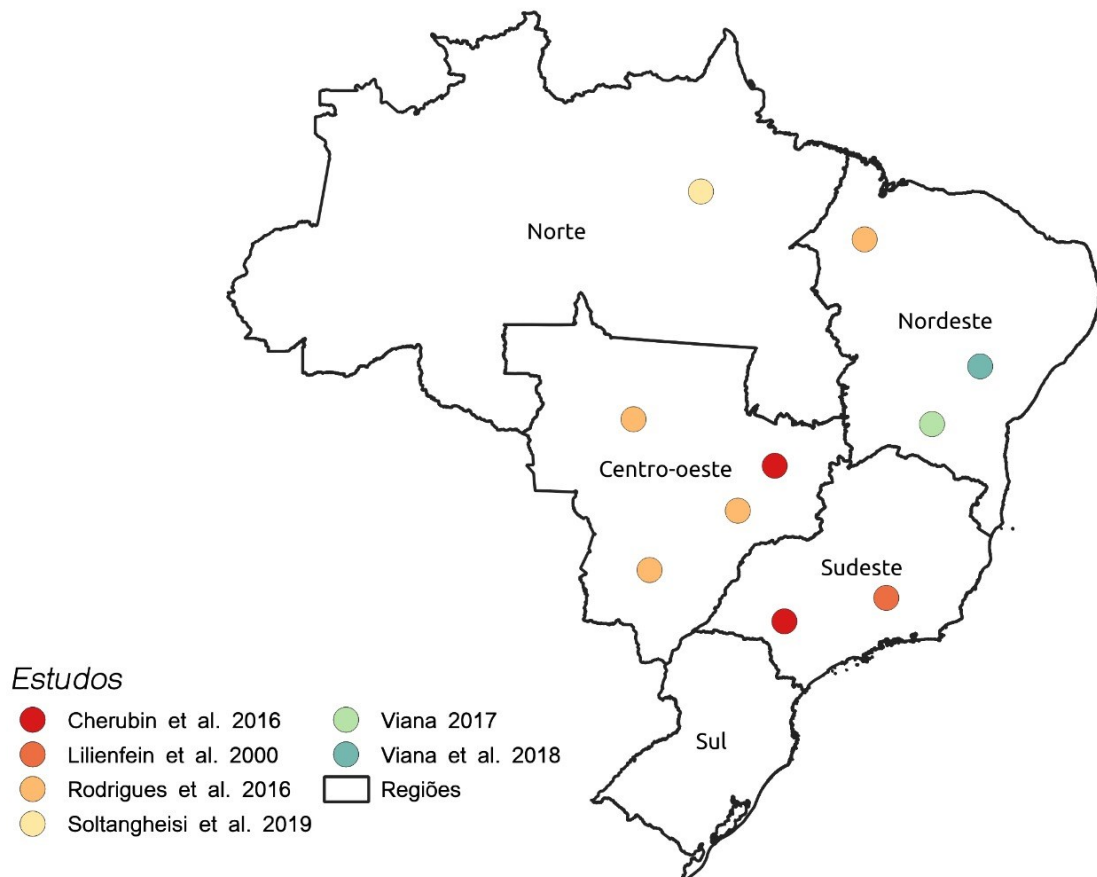 Norte
Nordeste
Centro-oeste
Sudeste
Sul
Estudos
Cherubin et al. 2016
Lilienfein et al. 2000
Rodrigues et al. 2016
Soltangheisi et al. 2019
Viana 2017
Viana et al. 2018
Regiões